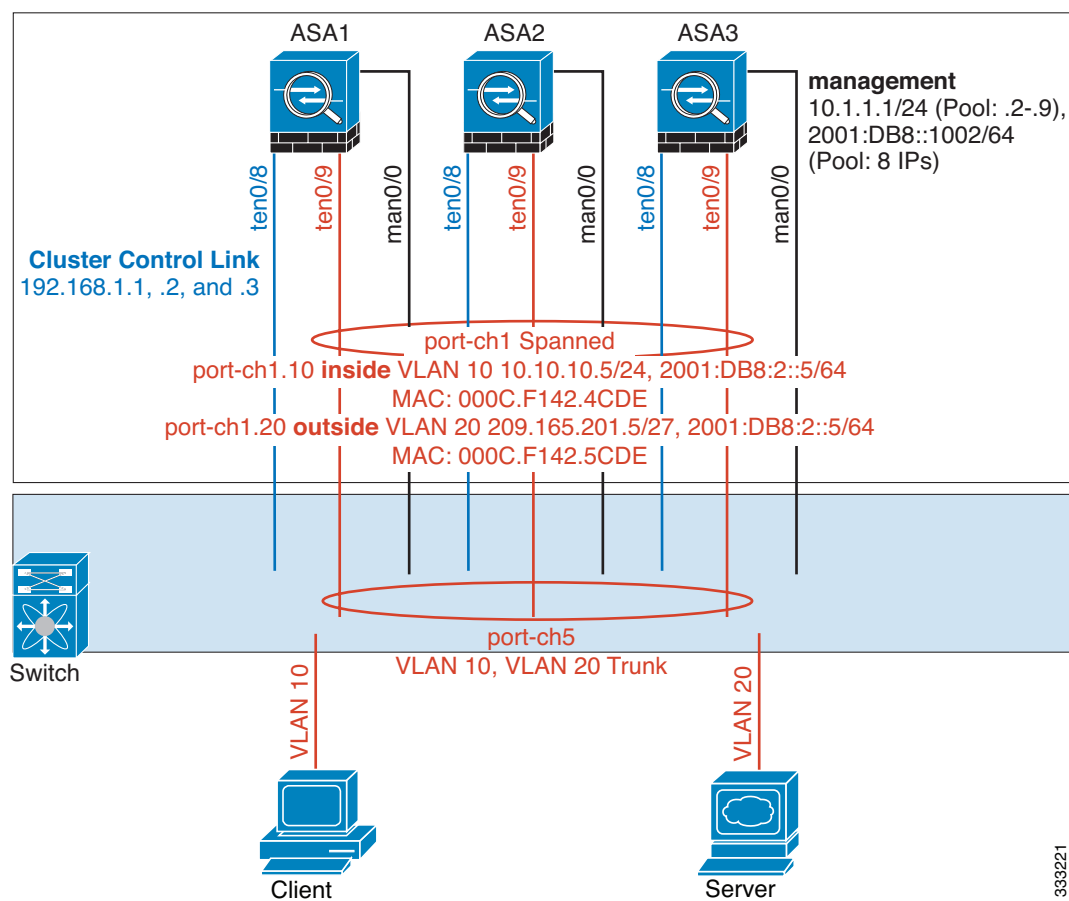 ASA1
ASA2
ASA3
management
10.1.1.1/24 (Pool: .2-.9),
2001:DB8::1002/64
(Pool: 8 IPs)
ten0/8
ten0/9
man0/0
ten0/8
ten0/9
man0/0
ten0/8
ten0/9
man0/0
Cluster Control Link
192.168.1.1, .2, and .3
port-ch1 Spanned
port-ch1.10 inside VLAN 10 10.10.10.5/24, 2001:DB8:2::5/64
MAC: 000C.F142.4CDE
port-ch1.20 outside VLAN 20 209.165.201.5/27, 2001:DB8:2::5/64
MAC: 000C.F142.5CDE
Switch
port-ch5
VLAN 10, VLAN 20 Trunk
VLAN 10
VLAN 20
Client
Server
333221